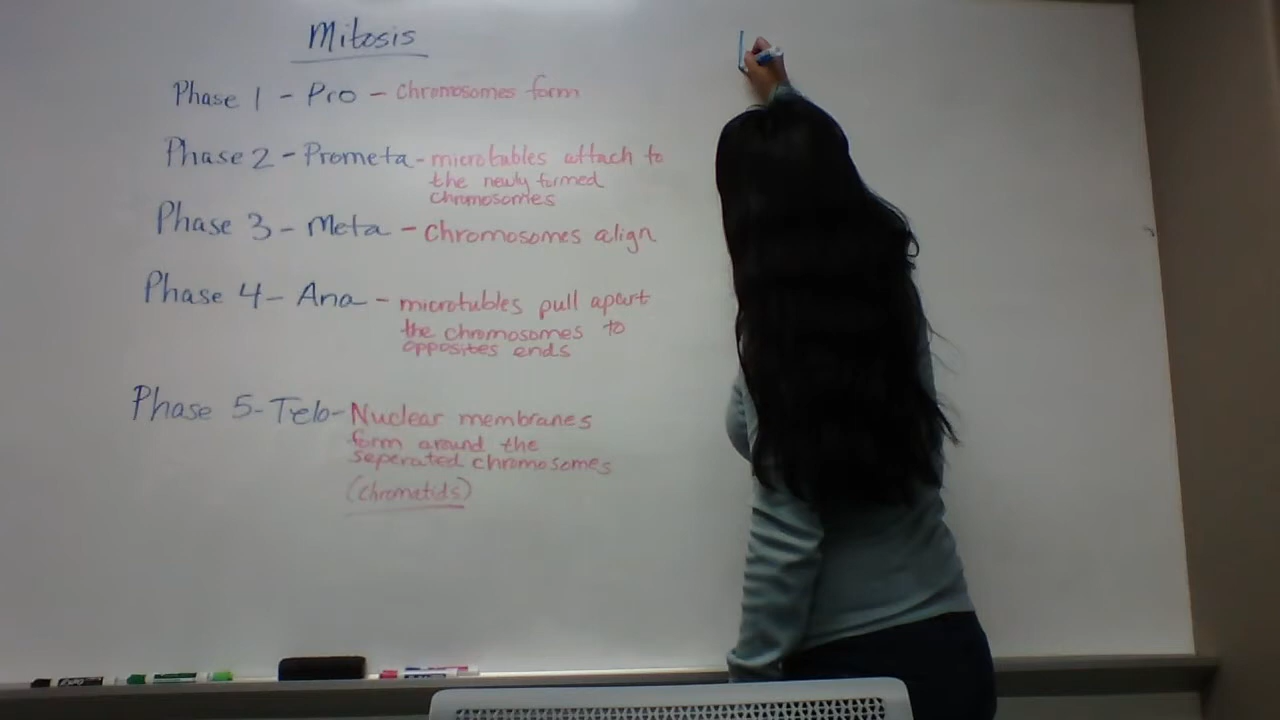 Mitosis
Phase 1 - Pro - chromosomes form
Phase 2 - Prometa - microtubles attach to
the newly formed
chromosomes
Phase 3 - Meta - chromosomes align
Phase 4 - Ana - microtubles pull apart
the chromosomes to
opposites ends
Phase 5 - Telo - Nuclear membranes
form around the
seperated chromosomes
(chromatids)